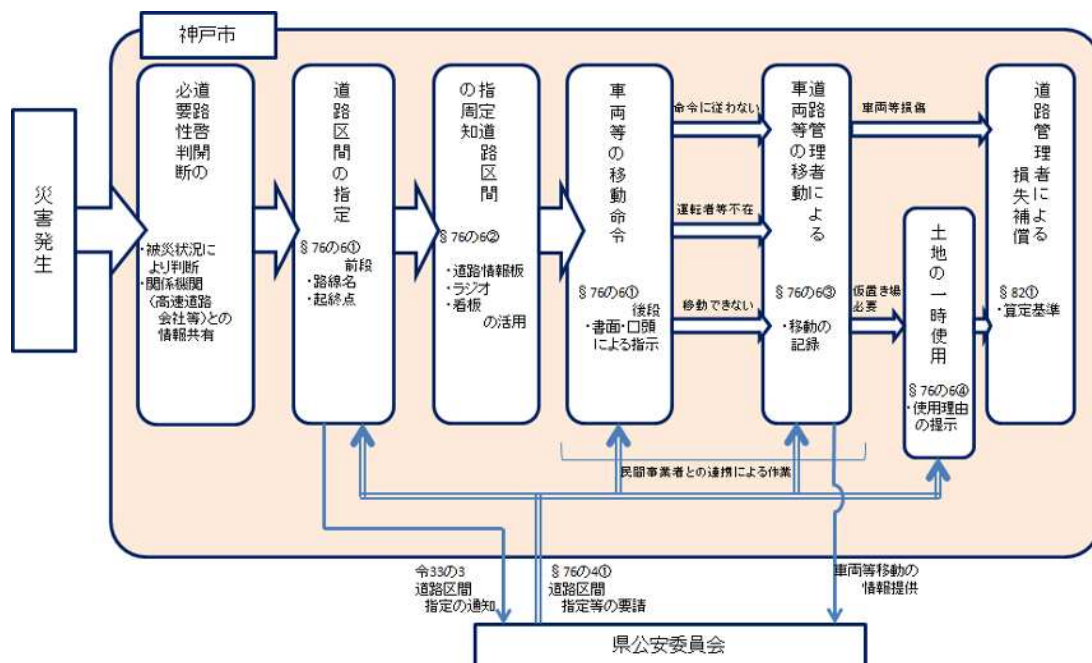 神戸市
災害発生
道路啓開の
必要性判断
・被災状況に
より判断
・関係機関
(高速道路
会社等)との
情報共有
道路区間の指定
§76の6①
前段
・路線名
・起終点
指定道路区間
の周知
§76の6②
・道路情報板
・ラジオ
・看板
の活用
車両等の移動命令
§76の6①
後段
・書面・口頭
による指示
命令に従わない
運転者等不在
移動できない
道路管理者による
車両等の移動
§76の6③
・移動の
記録
車両等損傷
仮置き場
必要
土地の一時使用
§76の6④
・使用理由
の提示
道路管理者による
損失補償
§82①
・算定基準
民間事業者との連携による作業
令33の3
道路区間
指定の通知
§76の4①
道路区間
指定等の要請
車両等移動の
情報提供
県公安委員会